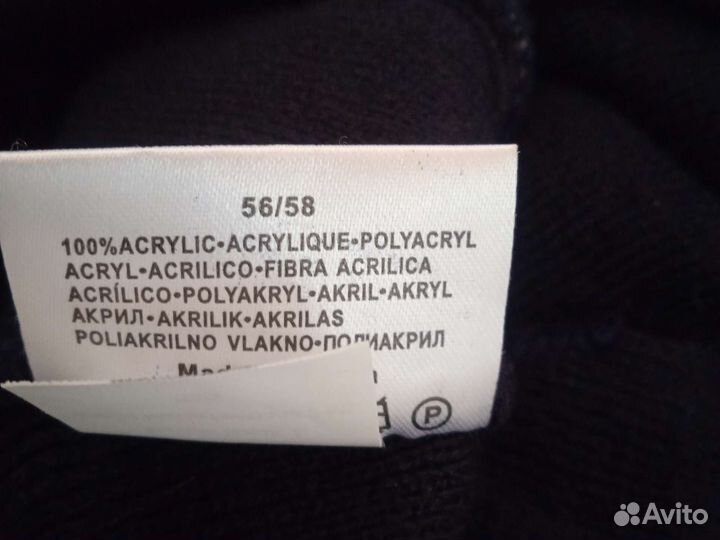 56/58
100%ACRYLIC•ACRYLIQUE•POLYACRYL
ACRYL•ACRILICO•FIBRA ACRILICA
ACRÍLICO•POLYAKRYL•AKRIL•AKRYL
АКРИЛ•AKRILIK•AKRILAS
POLIAKRILNO VLAKNO•ПОЛИАКРИЛ
P
Avito